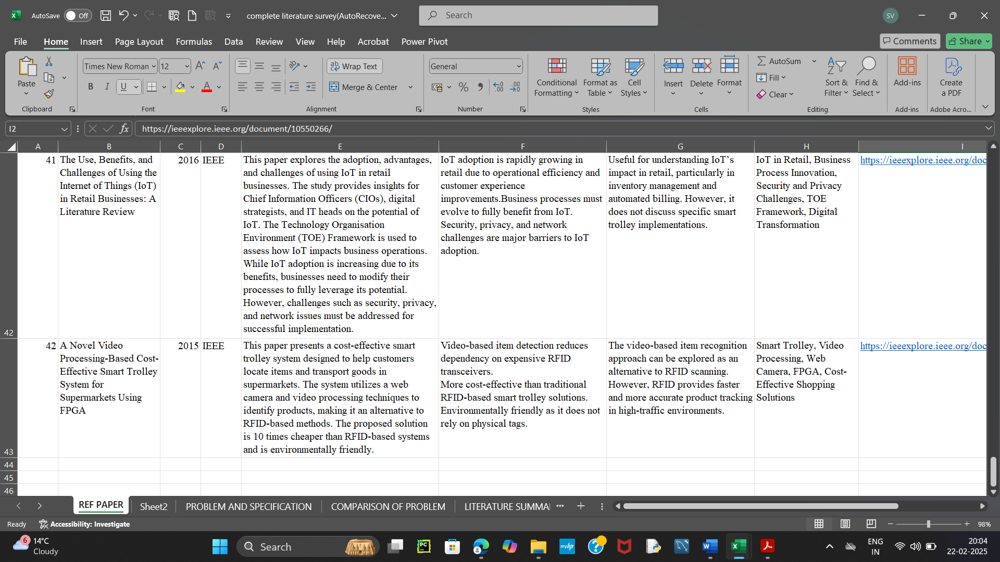 AutoSave Off complete literature survey(AutoRecove... Search SV
File Home Insert Page Layout Formulas Data Review View Help Acrobat Power Pivot Comments Share
Paste
Clipboard
Times New Roman 12
B I U
Font
Wrap Text
Merge & Center
Alignment
General
Number
Conditional Formatting
Format as Table
Cell Styles
Styles
Insert Delete Format
Cells
AutoSum
Fill
Clear
Sort & Filter
Find & Select
Editing
Add-ins
Add-ins
Create a PDF
Adobe Acro...
I2 fx https://ieeexplore.ieee.org/document/10550266/
A B C D E F G H I
42
41
The Use, Benefits, and
Challenges of Using the
Internet of Things (IoT)
in Retail Businesses: A
Literature Review
2016
IEEE
This paper explores the adoption, advantages,
and challenges of using IoT in retail
businesses. The study provides insights for
Chief Information Officers (CIOs), digital
strategists, and IT heads on the potential of
IoT. The Technology Organisation
Environment (TOE) Framework is used to
assess how IoT impacts business operations.
While IoT adoption is increasing due to its
benefits, businesses need to modify their
processes to fully leverage its potential.
However, challenges such as security, privacy,
and network issues must be addressed for
successful implementation.
IoT adoption is rapidly growing in
retail due to operational efficiency and
customer experience
improvements.Business processes must
evolve to fully benefit from IoT.
Security, privacy, and network
challenges are major barriers to IoT
adoption.
Useful for understanding IoT’s
impact in retail, particularly in
inventory management and
automated billing. However, it
does not discuss specific smart
trolley implementations.
IoT in Retail, Business
Process Innovation,
Security and Privacy
Challenges, TOE
Framework, Digital
Transformation
https://ieeexplore.ieee.org/doc
43
42
A Novel Video
Processing-Based Cost-
Effective Smart Trolley
System for
Supermarkets Using
FPGA
2015
IEEE
This paper presents a cost-effective smart
trolley system designed to help customers
locate items and transport goods in
supermarkets. The system utilizes a web
camera and video processing techniques to
identify products, making it an alternative to
RFID-based methods. The proposed solution
is 10 times cheaper than RFID-based systems
and is environmentally friendly.
Video-based item detection reduces
dependency on expensive RFID
transceivers.
More cost-effective than traditional
RFID-based smart trolley solutions.
Environmentally friendly as it does not
rely on physical tags.
The video-based item recognition
approach can be explored as an
alternative to RFID scanning.
However, RFID provides faster
and more accurate product tracking
in high-traffic environments.
Smart Trolley, Video
Processing, Web
Camera, FPGA, Cost-
Effective Shopping
Solutions
https://ieeexplore.ieee.org/doc
44
45
46
REF PAPER Sheet2 PROBLEM AND SPECIFICATION COMPARISON OF PROBLEM LITERATURE SUMMA ...
Ready Accessibility: Investigate 98%
6 14°C
Cloudy
Search
PC
myhp
ENG
IN
20:04
22-02-2025